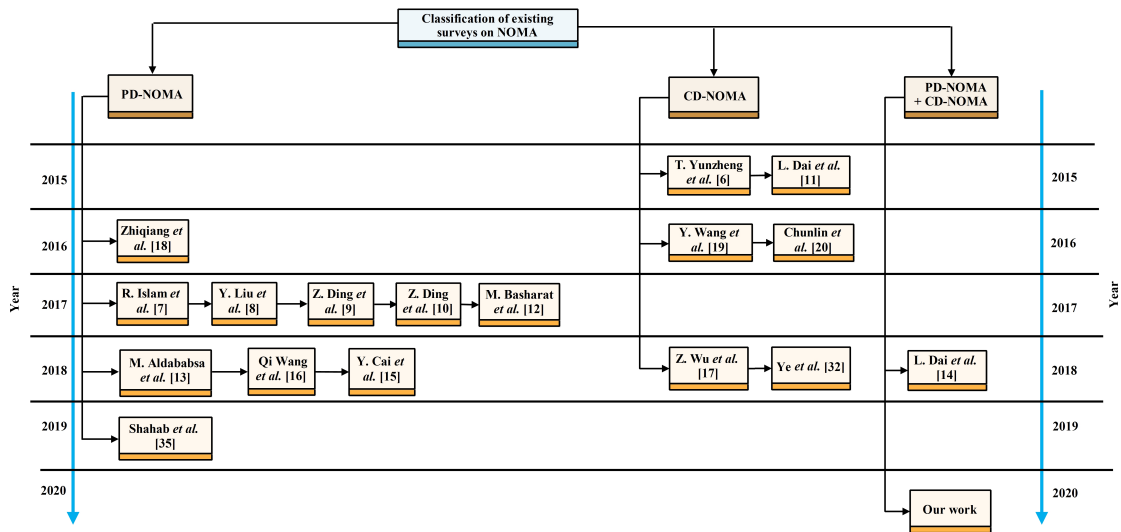 Classification of existing
surveys on NOMA
PD-NOMA
CD-NOMA
PD-NOMA
+ CD-NOMA
Year
Year
2015
T. Yunzheng
et al. [6]
L. Dai et al.
[11]
2015
2016
Zhiqiang et
al. [18]
Y. Wang et
al. [19]
Chunlin et
al. [20]
2016
2017
R. Islam et
al. [7]
Y. Liu et
al. [8]
Z. Ding et
al. [9]
Z. Ding
et al. [10]
M. Basharat
et al. [12]
2017
2018
M. Aldababsa
et al. [13]
Qi Wang
et al. [16]
Y. Cai et
al. [15]
Z. Wu et al.
[17]
Ye et al. [32]
L. Dai et al.
[14]
2018
2019
Shahab et al.
[35]
2019
2020
Our work
2020